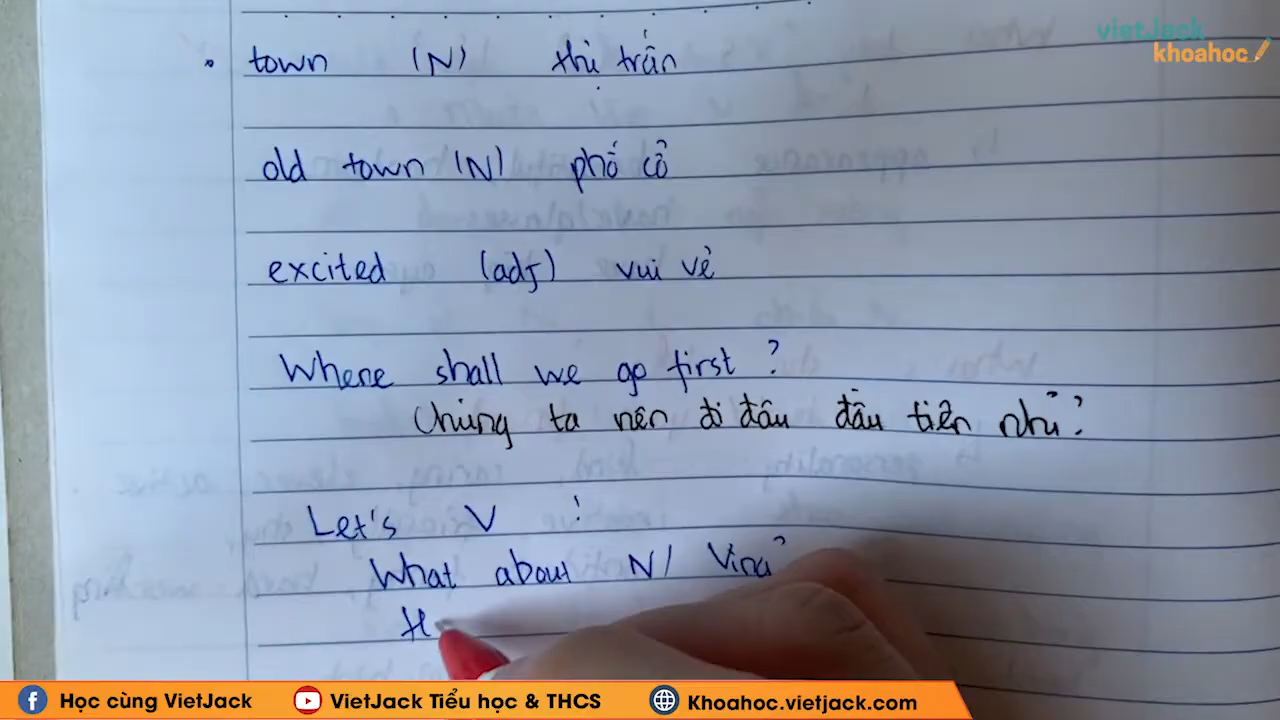 vietJack
khoahoc
• town (N) thị trấn
old town (N) phố cổ
excited (adj) vui vẻ
Where shall we go first ?
Chúng ta nên đi đâu đầu tiên nhỉ ?
Let's V !
What about N/ Ving ?
H
Học cùng VietJack VietJack Tiểu học & THCS Khoahoc.vietjack.com